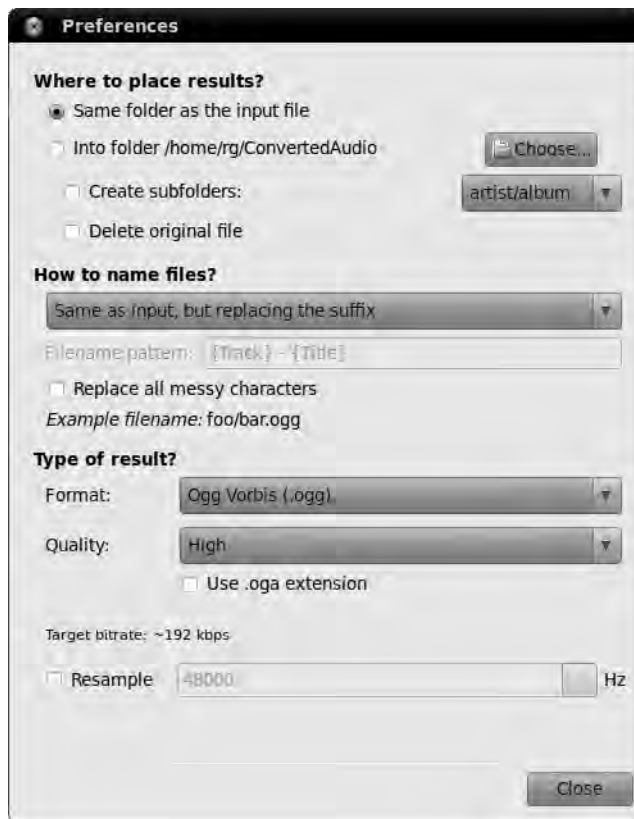 Preferences
Where to place results?
Same folder as the input file
Into folder /home/rg/ConvertedAudio Choose...
Create subfolders: artist/album
Delete original file
How to name files?
Same as input, but replacing the suffix
Filename pattern: {Track} - {Title}
Replace all messy characters
Example filename: foo/bar.ogg
Type of result?
Format: Ogg Vorbis (.ogg)
Quality: High
Use .oga extension
Target bitrate: ~192 kbps
Resample 48000 Hz
Close